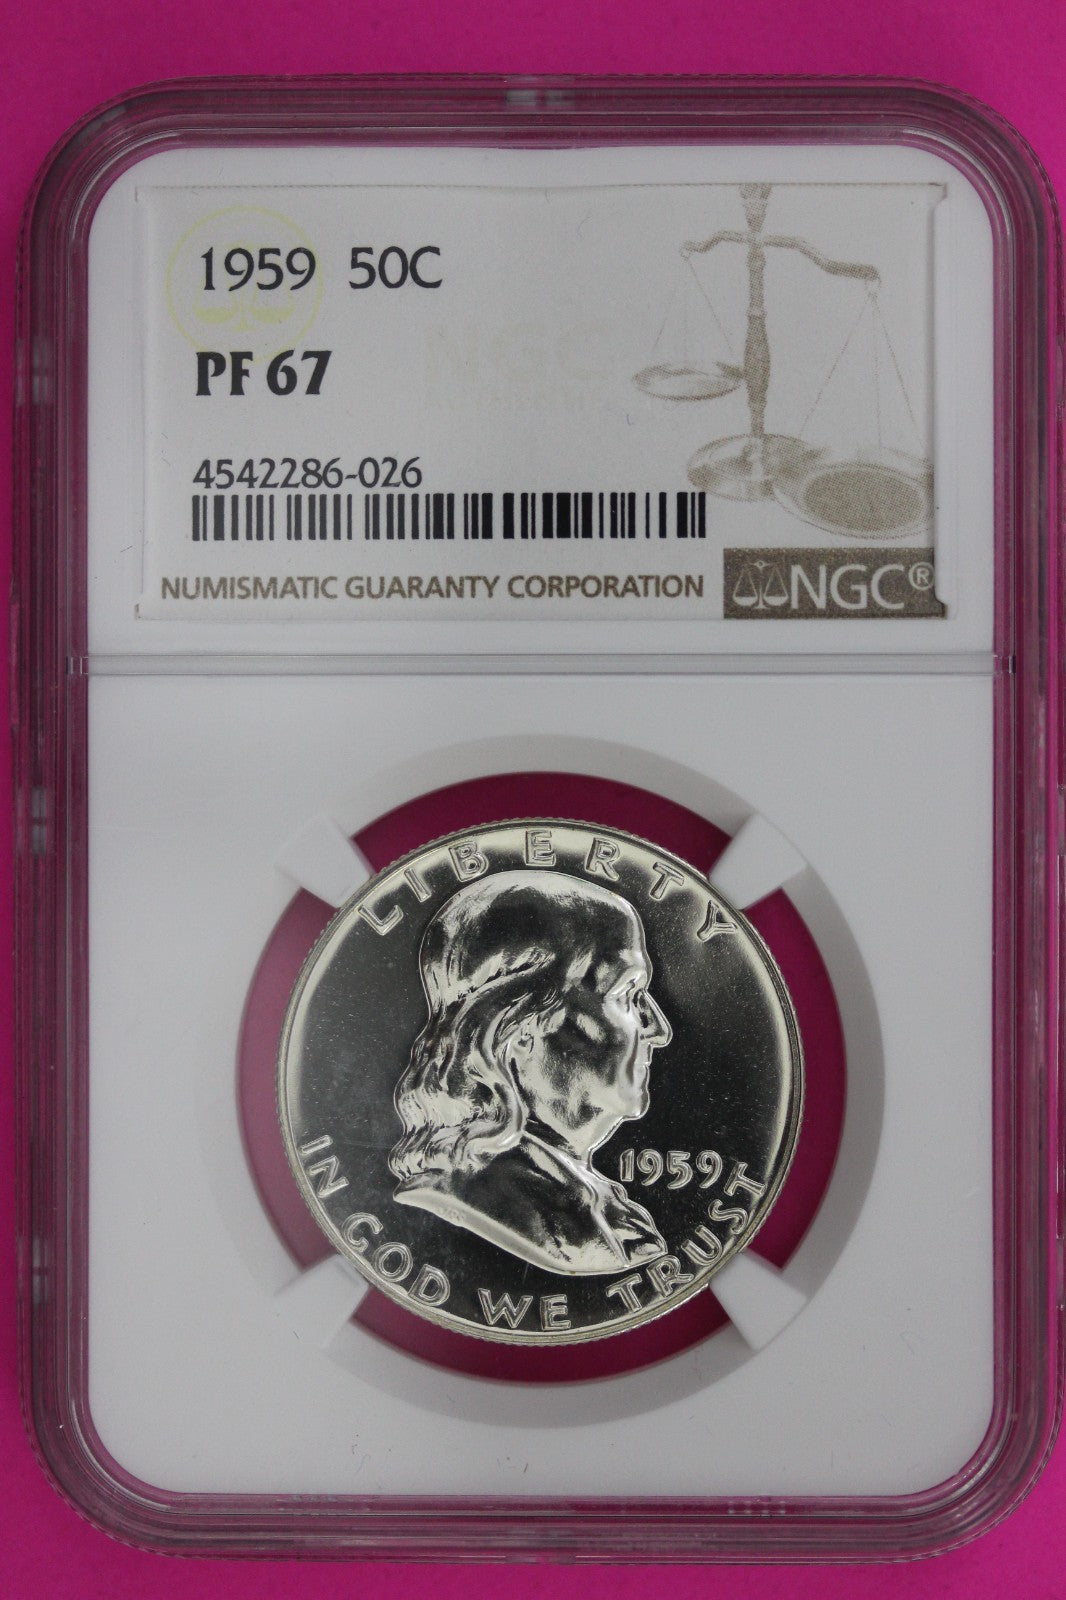 1959 50C
PF 67
4542286-026
NUMISMATIC GUARANTY CORPORATION
NGC®
LIBERTY
1959
IN GOD WE TRUST